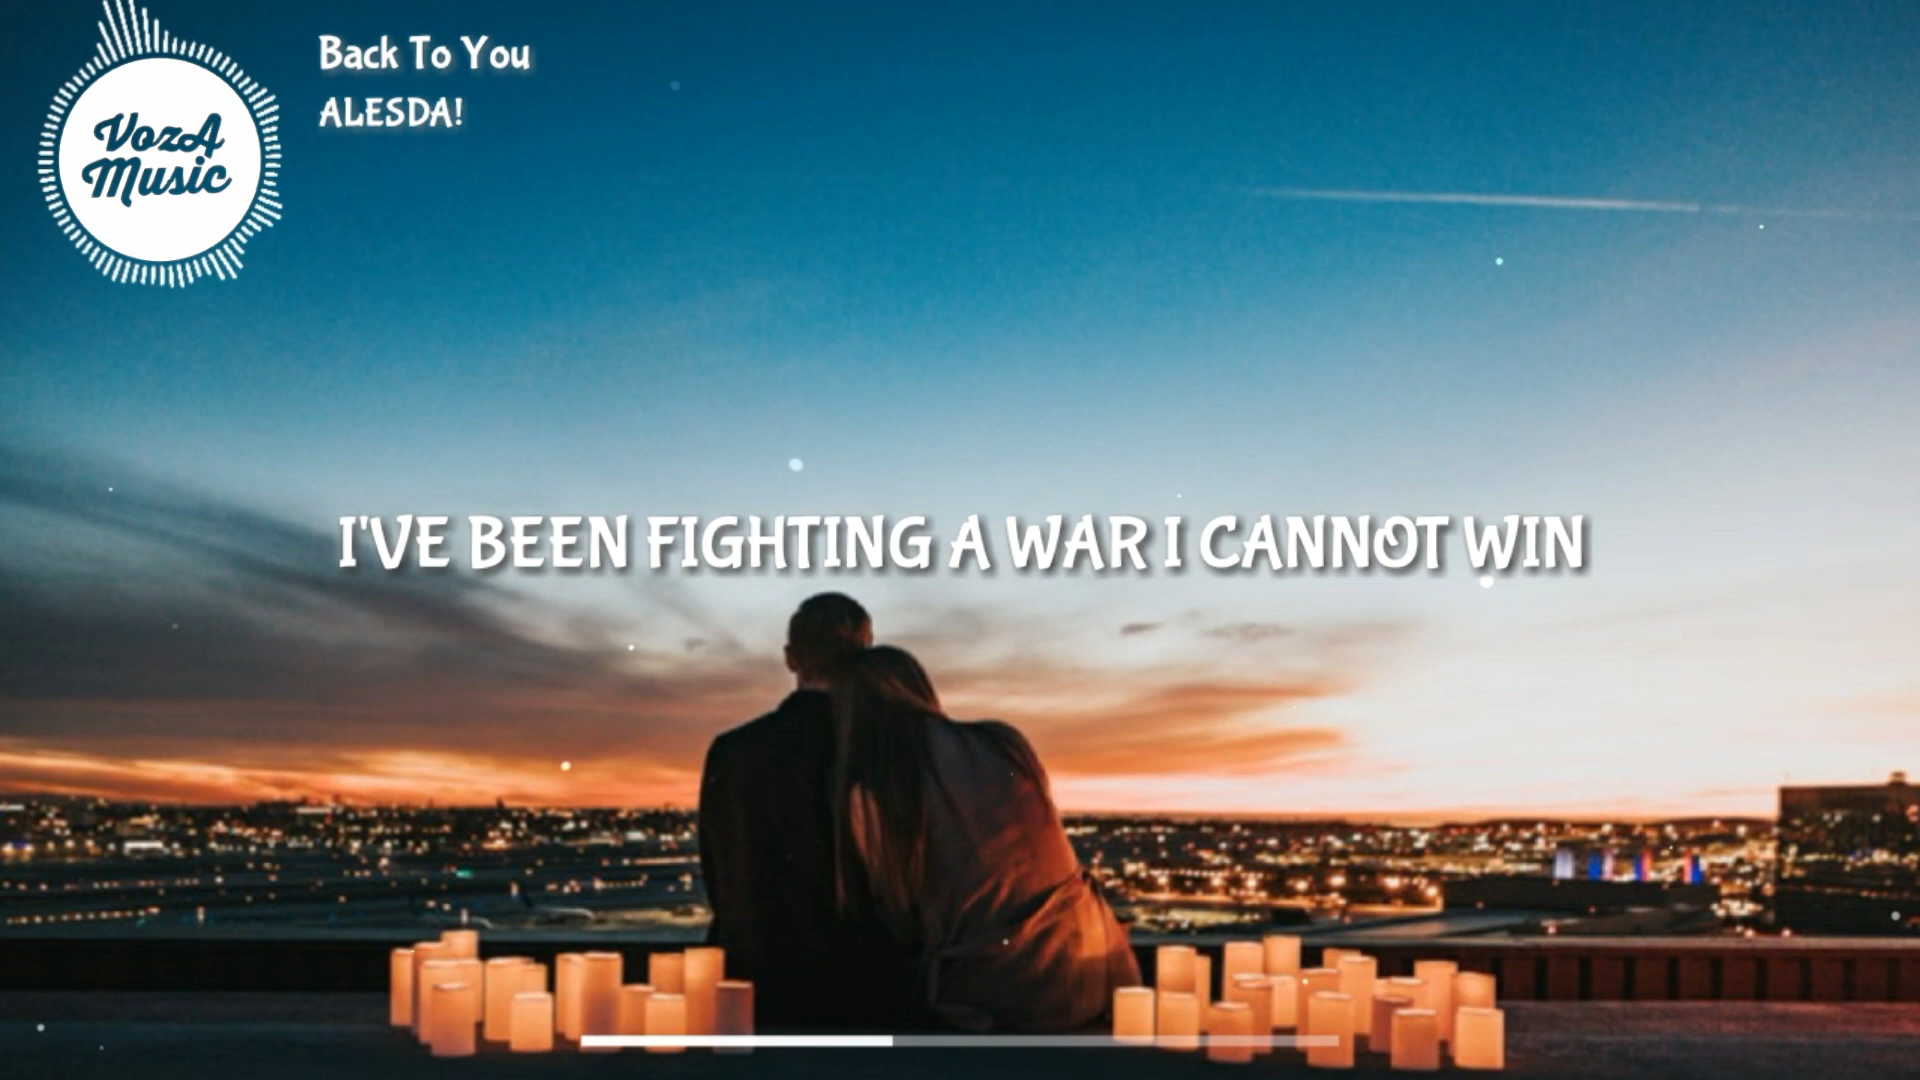 VozA
Music
Back To You
ALESDA!
I'VE BEEN FIGHTING A WAR I CANNOT WIN